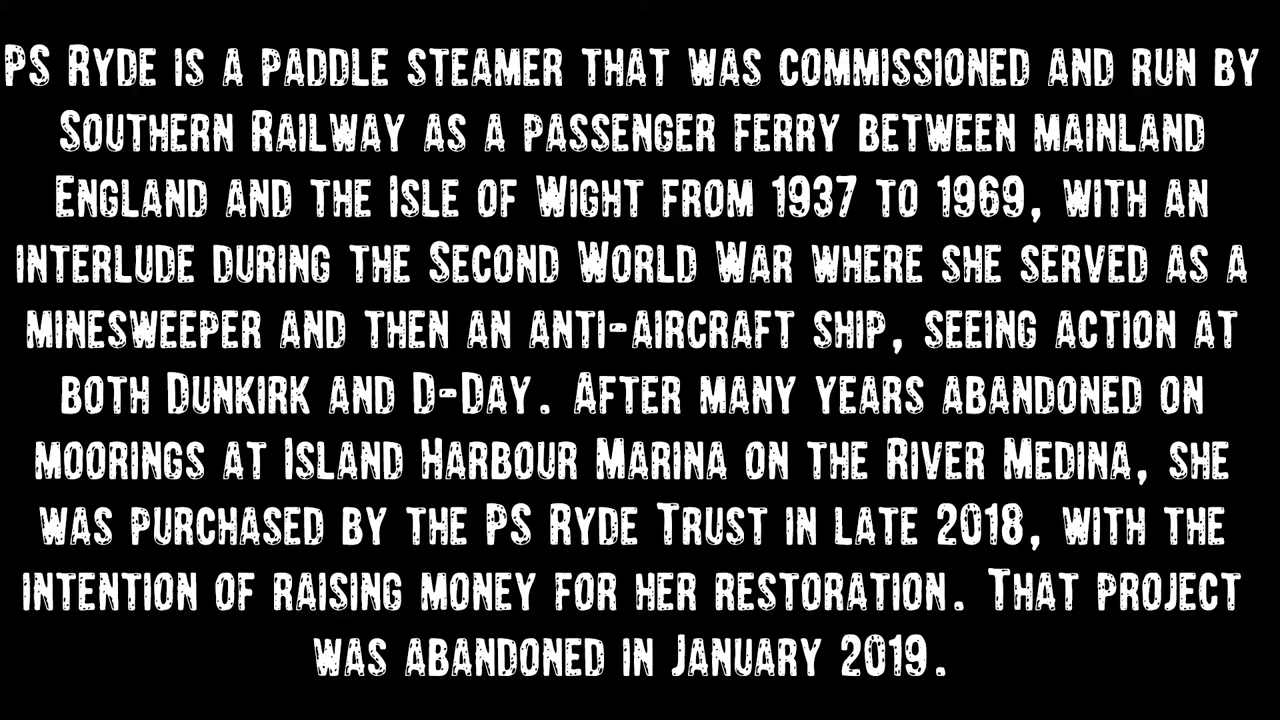 PS Ryde is a paddle steamer that was commissioned and run by
Southern Railway as a passenger ferry between mainland
England and the Isle of Wight from 1937 to 1969, with an
interlude during the Second World War where she served as a
minesweeper and then an anti-aircraft ship, seeing action at
both Dunkirk and D-Day. After many years abandoned on
moorings at Island Harbour Marina on the River Medina, she
was purchased by the PS Ryde Trust in late 2018, with the
intention of raising money for her restoration. That project
was abandoned in January 2019.